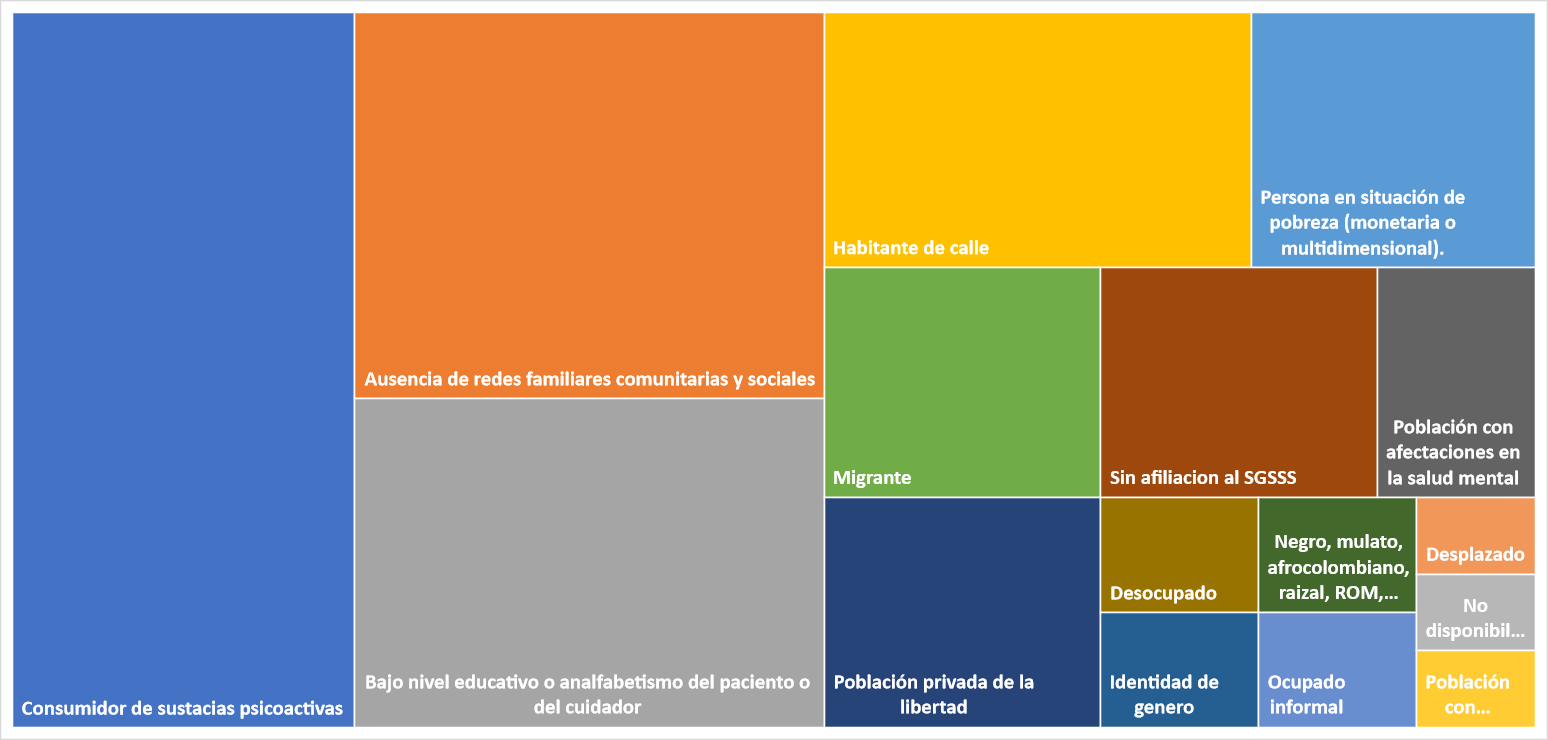 Consumidor de sustacias psicoactivas
Ausencia de redes familiares comunitarias y sociales
Bajo nivel educativo o analfabetismo del paciento o
del cuidador
Habitante de calle
Persona en situación de
pobreza (monetaria o
multidimensional).
Migrante
Sin afiliacion al SGSSS
Población con
afectaciones en
la salud mental
Población privada de la
libertad
Desocupado
Negro, mulato,
afrocolombiano,
raizal, ROM,...
Desplazado
No
disponibil...
Identidad de
genero
Ocupado
informal
Población
con...